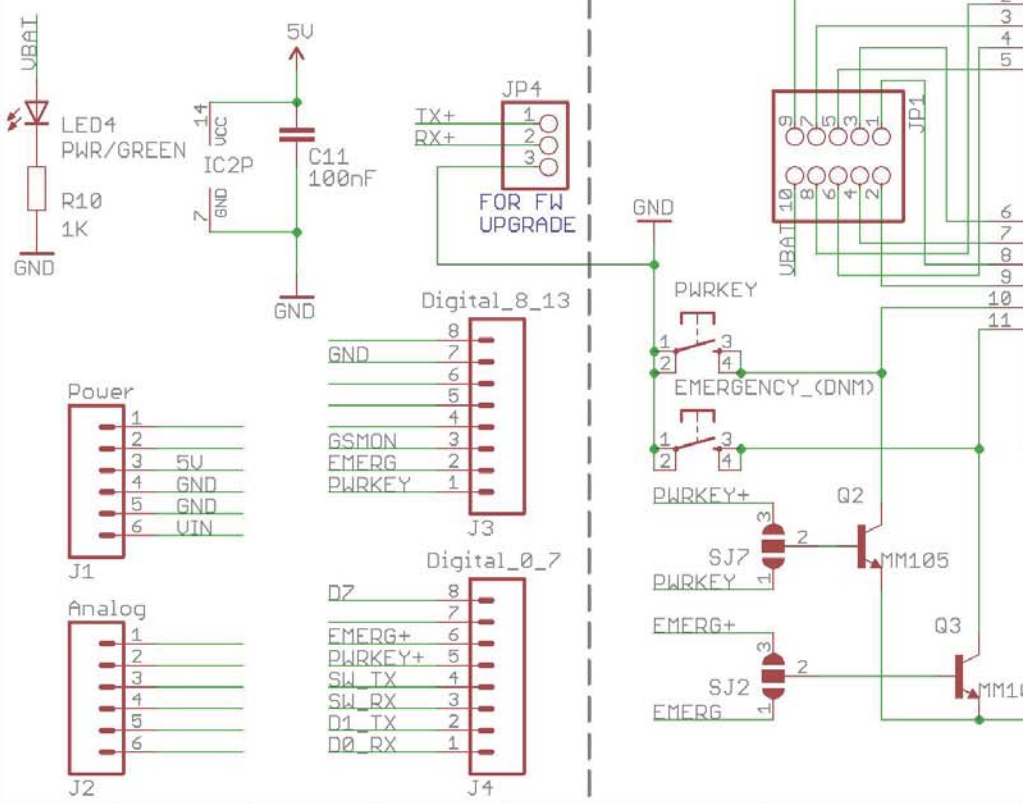 VBAT
LED4
PWR/GREEN
R10
1K
GND
5V
14
VCC
IC2P
GND
7
C11
100nF
GND
JP4
TX+
RX+
1
2
3
FOR FW
UPGRADE
GND
JP1
9
7
5
3
1
10
8
6
4
2
VBAT
3
4
5
6
7
8
9
10
11
PWRKEY
1
2
3
4
EMERGENCY_(DNM)
1
2
3
4
Power
1
2
3 5V
4 GND
5 GND
6 VIN
J1
Analog
1
2
3
4
5
6
J2
Digital_8_13
8
GND 7
6
5
4
GSMON 3
EMERG 2
PWRKEY 1
J3
Digital_0_7
D7 8
7
EMERG+ 6
PWRKEY+ 5
SW_TX 4
SW_RX 3
D1_TX 2
D0_RX 1
J4
PWRKEY+
3
SJ7
2
1
PWRKEY
Q2
MM105
EMERG+
3
SJ2
2
1
EMERG
Q3